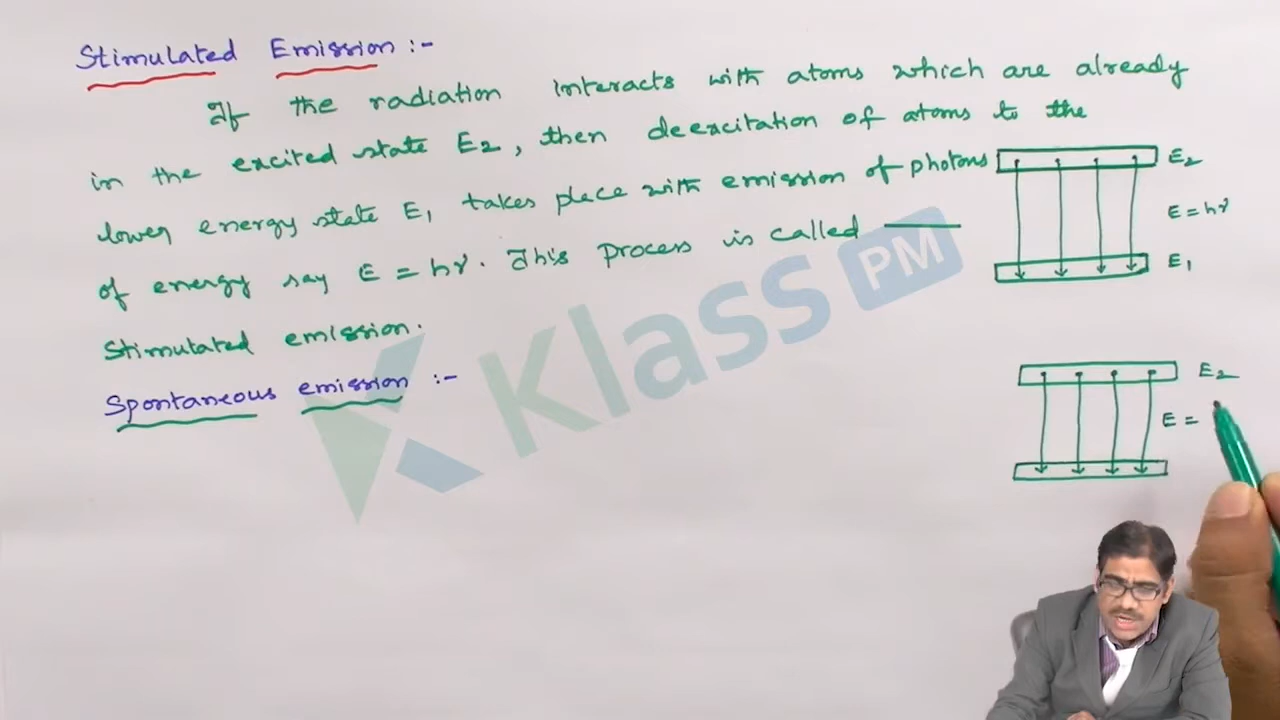 Stimulated Emission :-
If the radiation interacts with atoms which are already
in the excited state E2, then deexcitation of atoms to the
lower energy state E1 takes place with emission of photons
of energy say E = hγ. This process is called
Stimulated emission.
Spontaneous emission :-
E2
E = hγ
E1
E2
E =
Klass PM